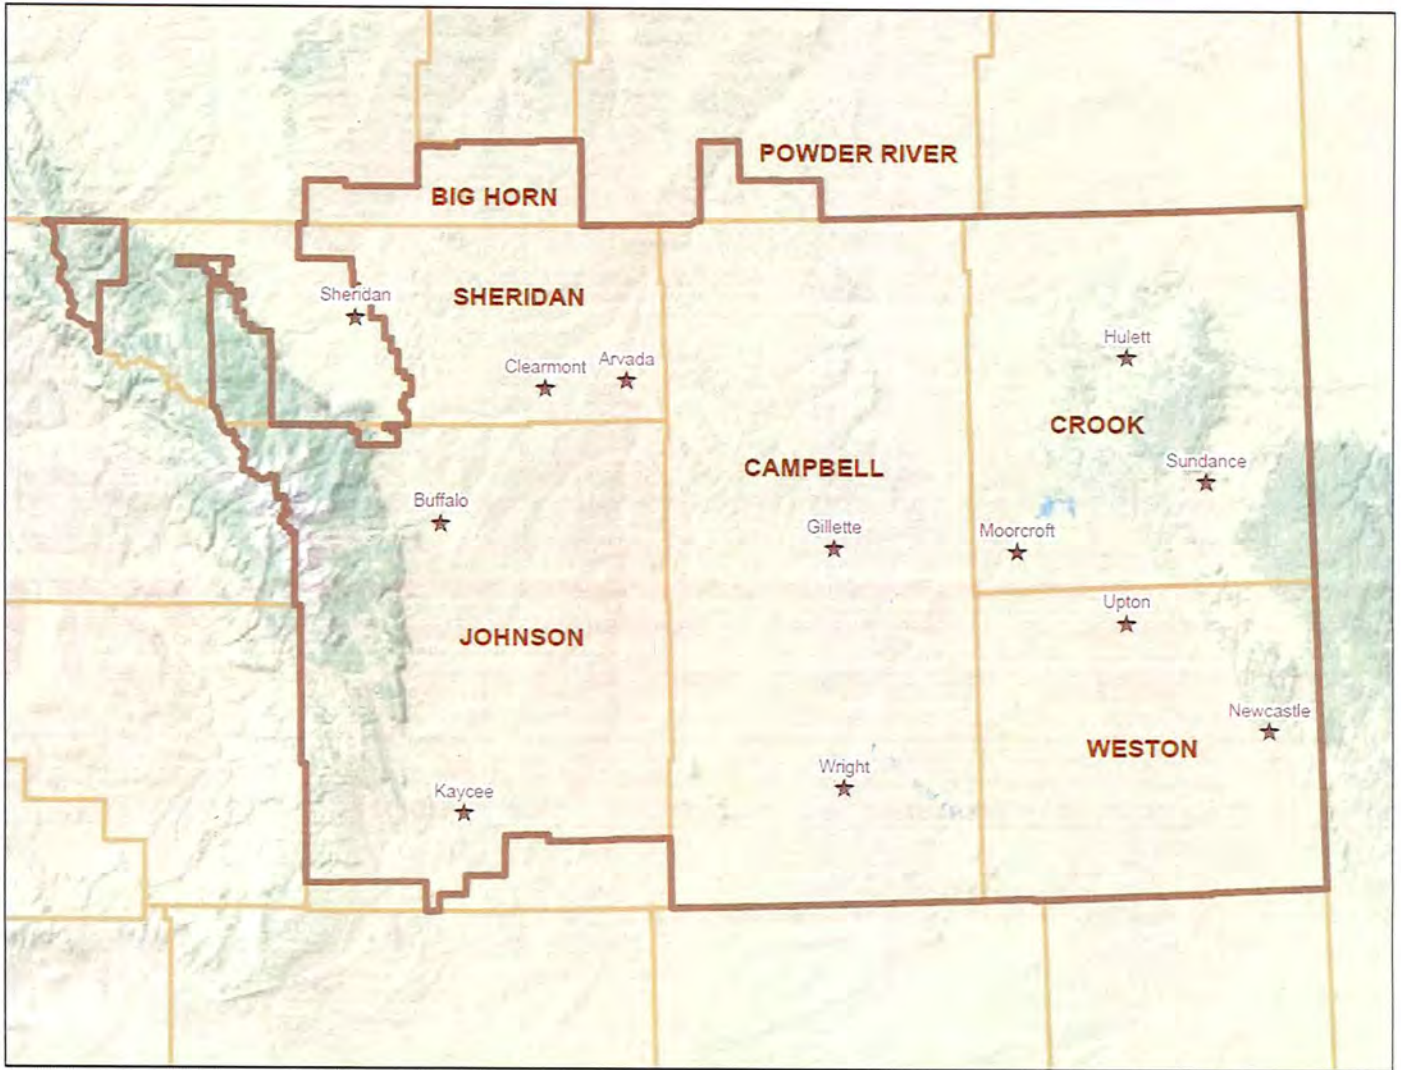 POWDER RIVER
BIG HORN
Sheridan
SHERIDAN
Hulett
Clearmont
Arvada
CROOK
CAMPBELL
Sundance
Buffalo
Gillette
Moorcroft
Upton
JOHNSON
Newcastle
WESTON
Wright
Kaycee